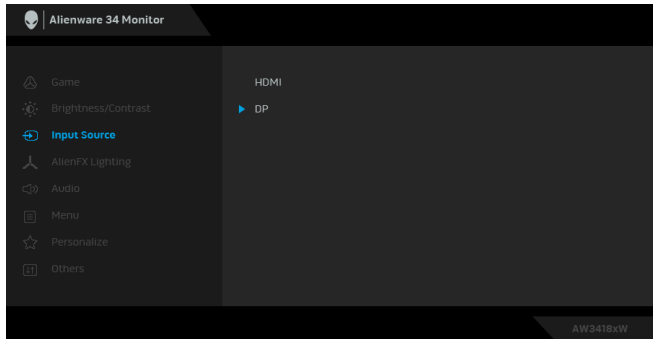 Alienware 34 Monitor
Game
HDMI
Brightness/Contrast
DP
Input Source
AlienFX Lighting
Audio
Menu
Personalize
Others
AW3418xW